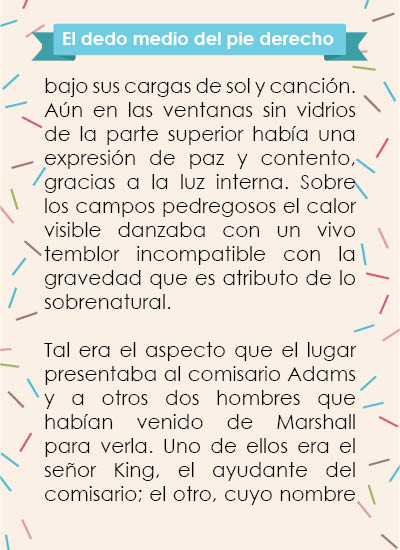 El dedo medio del pie derecho
bajo sus cargas de sol y canción.
Aún en las ventanas sin vidrios
de la parte superior había una
expresión de paz y contento,
gracias a la luz interna. Sobre
los campos pedregosos el calor
visible danzaba con un vivo
temblor incompatible con la
gravedad que es atributo de lo
sobrenatural.
Tal era el aspecto que el lugar
presentaba al comisario Adams
y a otros dos hombres que
habían venido de Marshall
para verla. Uno de ellos era el
señor King, el ayudante del
comisario; el otro, cuyo nombre